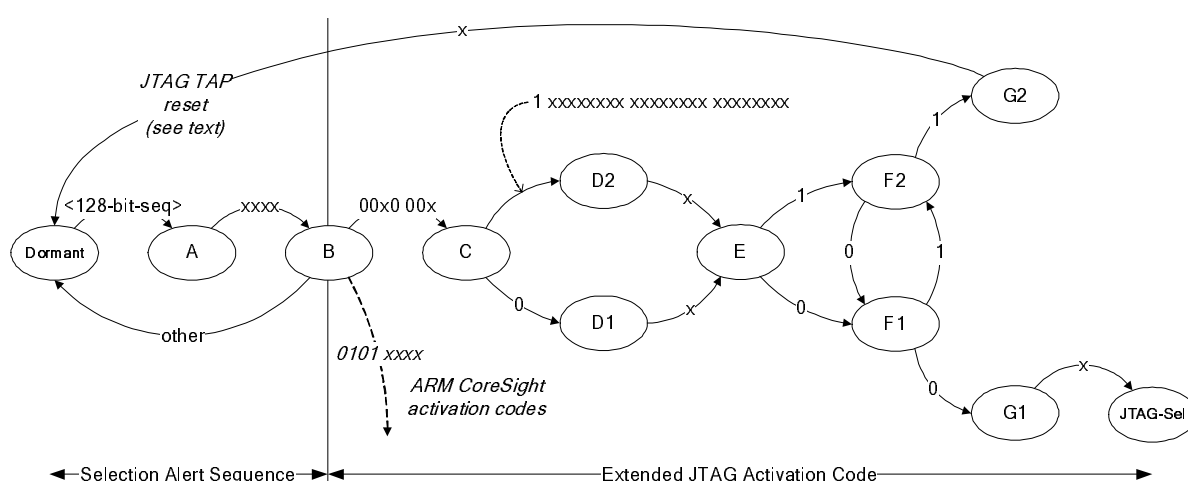 x
JTAG TAP
reset
(see text)
1 xxxxxxxx xxxxxxxx xxxxxxxx
G2
1
D2
F2
<128-bit-seq>
xxxx
00x0 00x
x
1
Dormant
A
B
C
E
0
1
0
x
0
D1
F1
other
0101 xxxx
ARM CoreSight
activation codes
0
x
G1
JTAG-Sel
Selection Alert Sequence
Extended JTAG Activation Code